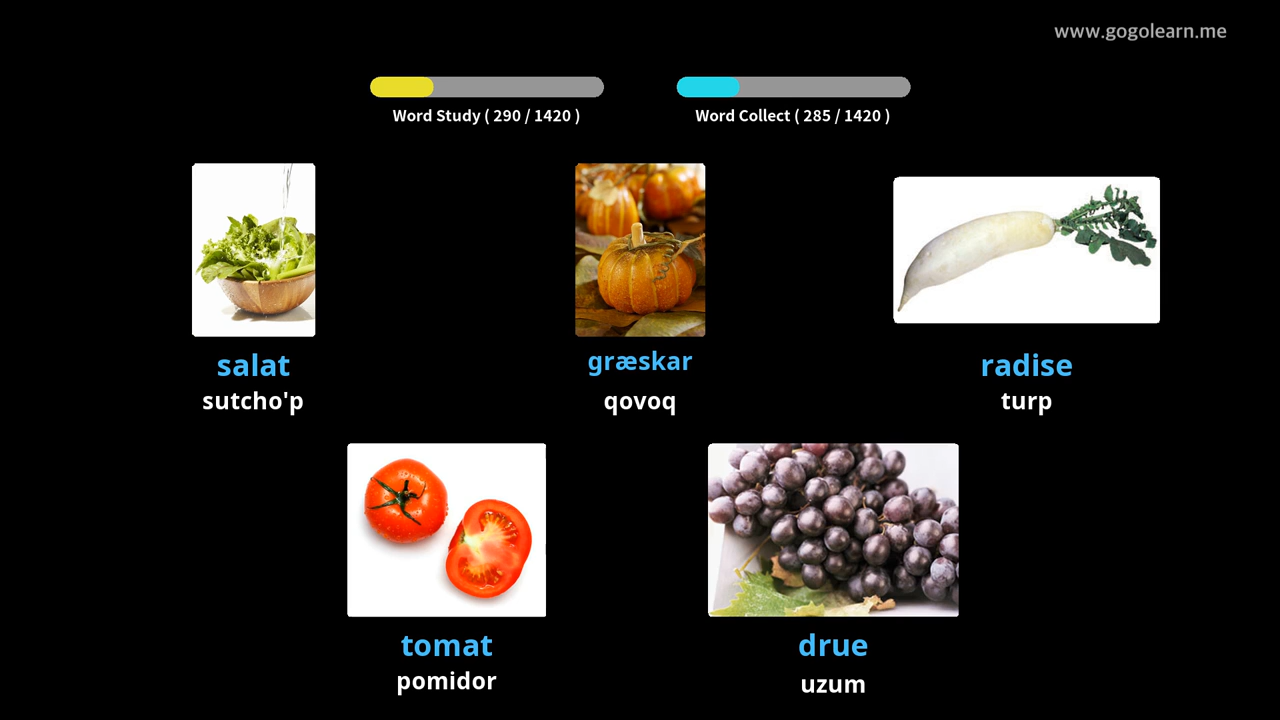 www.gogolearn.me
Word Study ( 290 / 1420 )
Word Collect ( 285 / 1420 )
salat
sutcho'p
græskar
qovoq
radise
turp
tomat
pomidor
drue
uzum